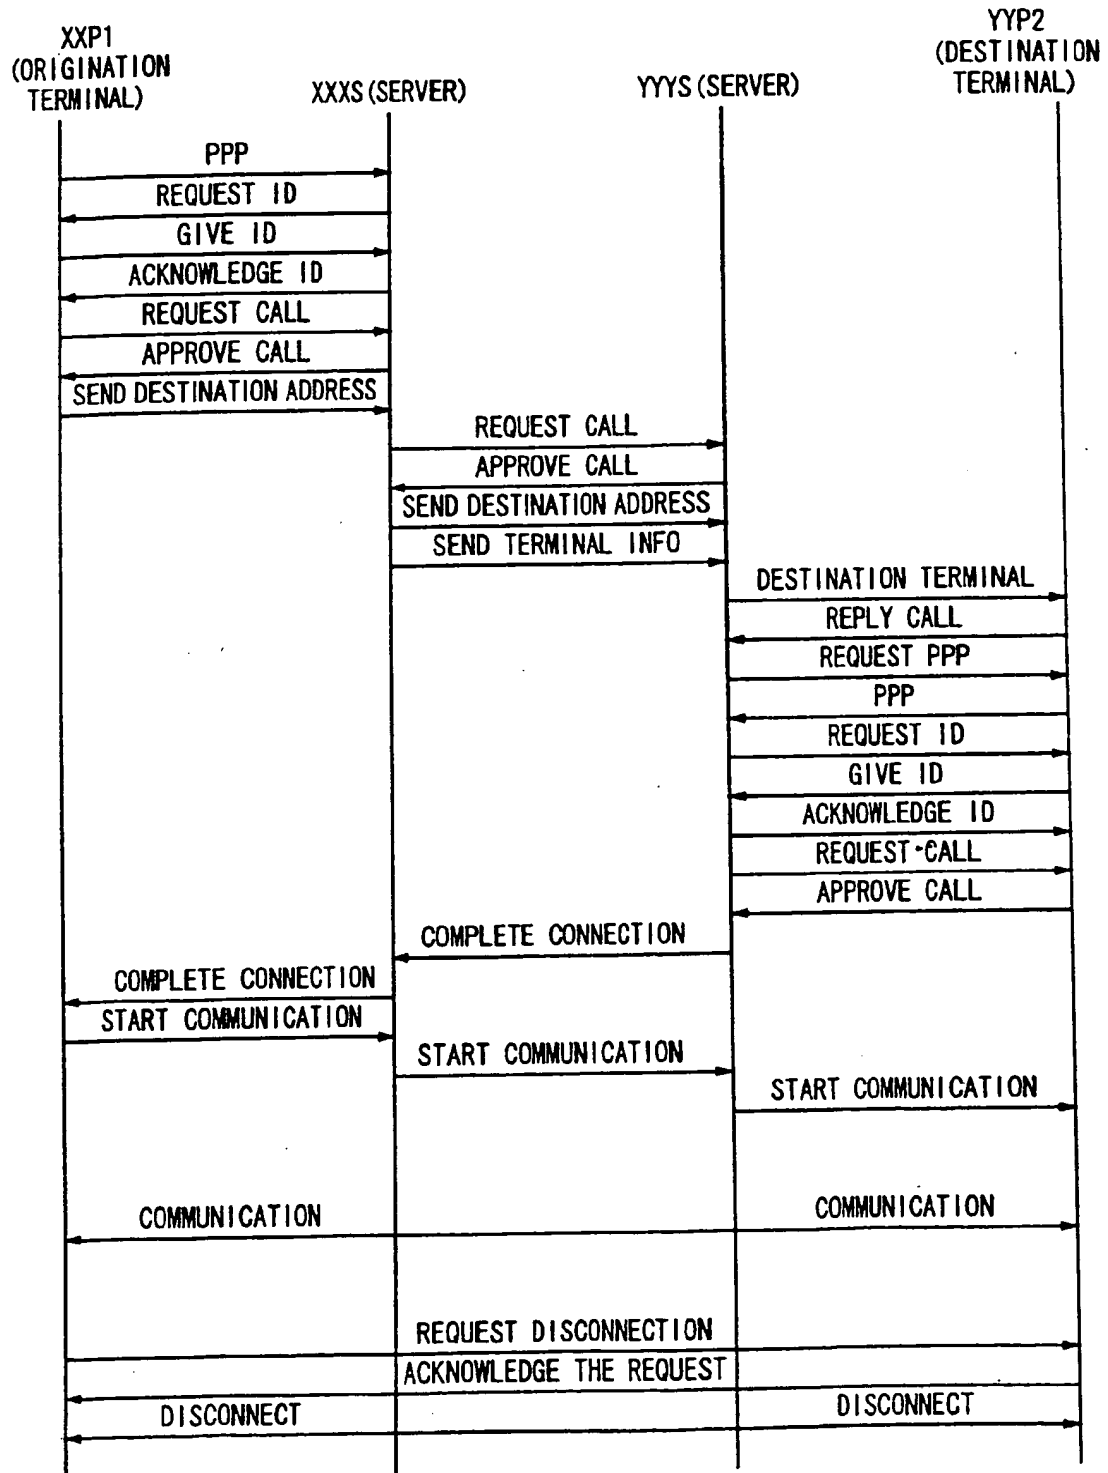 XXP1
(ORIGINATION
TERMINAL)
XXXS(SERVER)
YYYS(SERVER)
YYP2
(DESTINATION
TERMINAL)
PPP
REQUEST ID
GIVE ID
ACKNOWLEDGE ID
REQUEST CALL
APPROVE CALL
SEND DESTINATION ADDRESS
REQUEST CALL
APPROVE CALL
SEND DESTINATION ADDRESS
SEND TERMINAL INFO
DESTINATION TERMINAL
REPLY CALL
REQUEST PPP
PPP
REQUEST ID
GIVE ID
ACKNOWLEDGE ID
REQUEST CALL
APPROVE CALL
COMPLETE CONNECTION
COMPLETE CONNECTION
START COMMUNICATION
START COMMUNICATION
START COMMUNICATION
COMMUNICATION
COMMUNICATION
REQUEST DISCONNECTION
ACKNOWLEDGE THE REQUEST
DISCONNECT
DISCONNECT